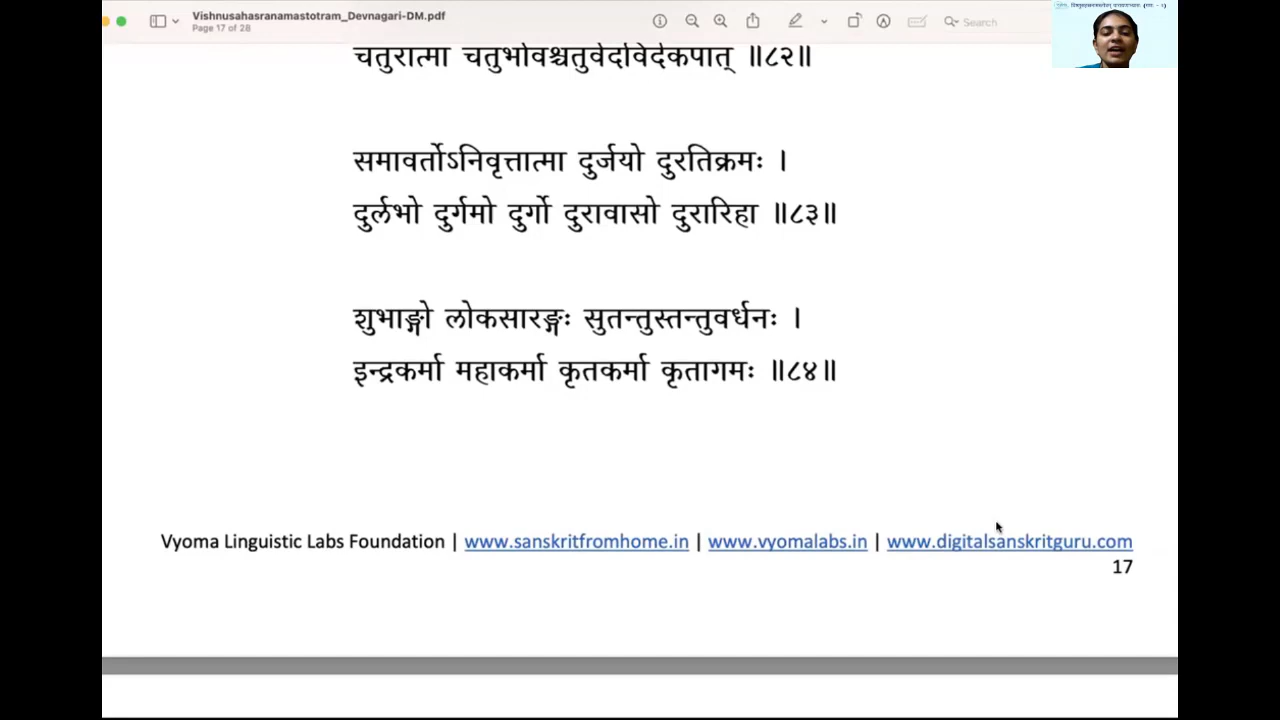 Vishnusahasranamastotram_Devnagari-DM.pdf
Page 17 of 28
Search
चतुरात्मा चतुर्भावश्चतुर्वेदविदेकपात् ॥८२॥
समावर्तोऽनिवृत्तात्मा दुर्जयो दुरतिक्रमः ।
दुर्लभो दुर्गमो दुर्गो दुरावासो दुरारिहा ॥८३॥
शुभाङ्गो लोकसारङ्गः सुतन्तुस्तन्तुवर्धनः ।
इन्द्रकर्मा महाकर्मा कृतकर्मा कृतागमः ॥८४॥
Vyoma Linguistic Labs Foundation | www.sanskritfromhome.in | www.vyomalabs.in | www.digitalsanskritguru.com
17